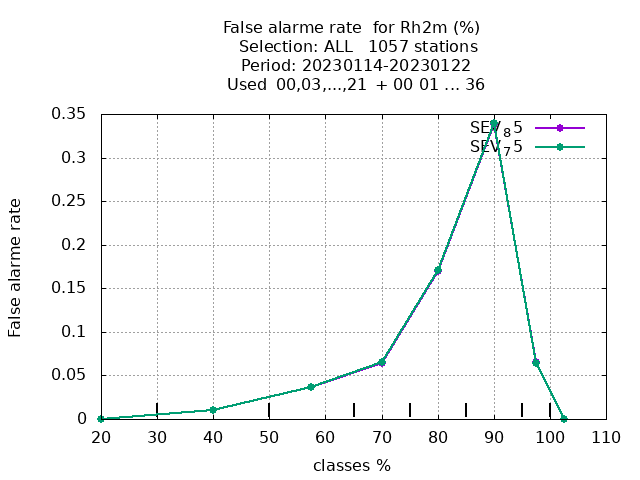 False alarme rate  for Rh2m (%)
Selection: ALL   1057 stations
Period: 20230114-20230122
Used  00,03,...,21  + 00 01 ... 36
False alarme rate
0.35
0.3
0.25
0.2
0.15
0.1
0.05
0
SEV₈5
SEV₇5
20 30 40 50 60 70 80 90 100 110
classes %